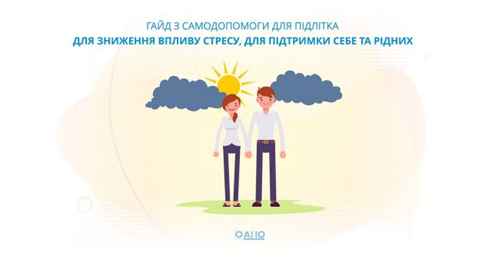 ГАЙД З САМОДОПОМОГИ ДЛЯ ПІДЛІТКА
ДЛЯ ЗНИЖЕННЯ ВПЛИВУ СТРЕСУ, ДЛЯ ПІДТРИМКИ СЕБЕ ТА РІДНИХ